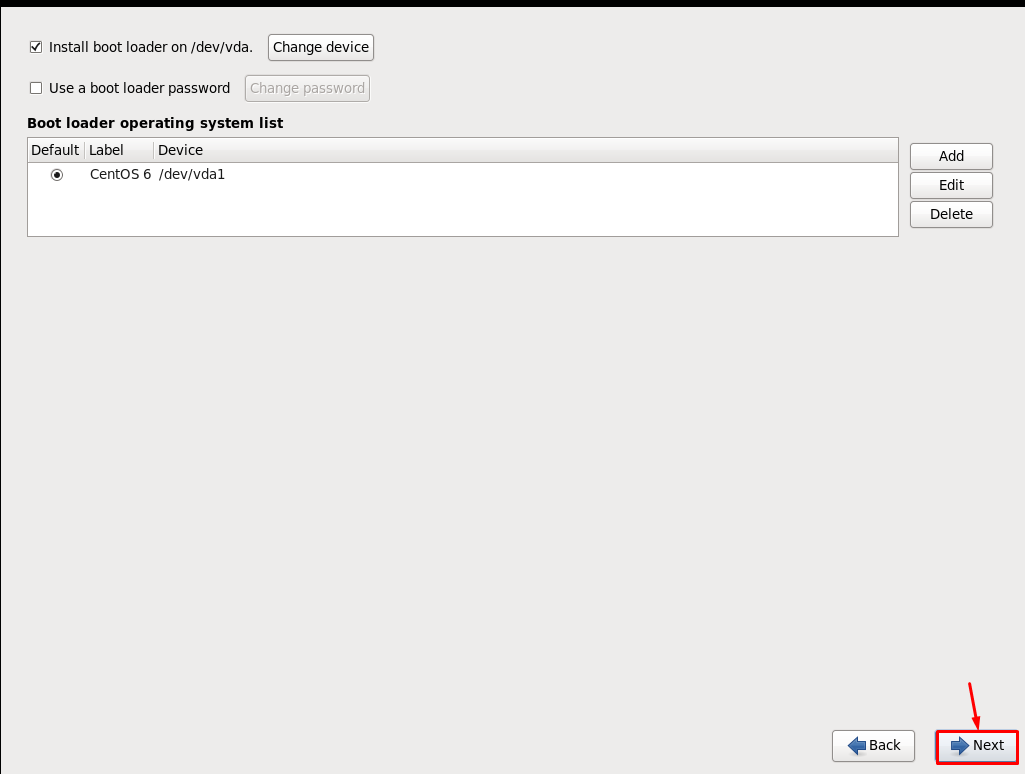 Install boot loader on /dev/vda. Change device
Use a boot loader password Change password
Boot loader operating system list
Default Label Device
CentOS 6 /dev/vda1
Add
Edit
Delete
Back Next